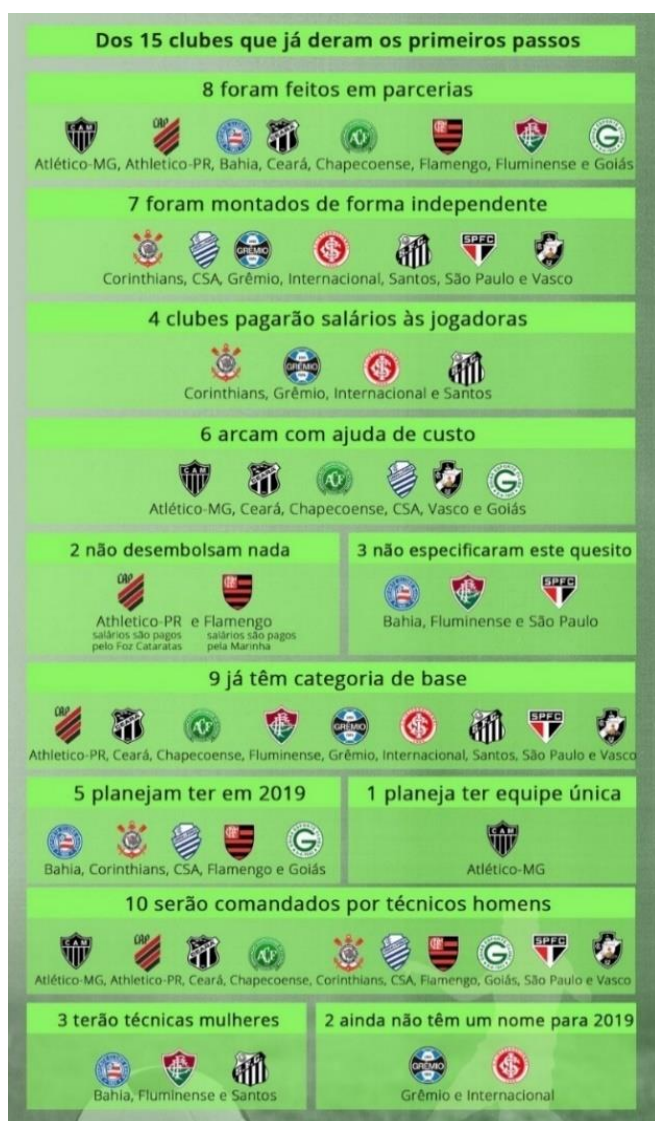 Dos 15 clubes que já deram os primeiros passos
8 foram feitos em parcerias
Atlético-MG, Athletico-PR, Bahia, Ceará, Chapecoense, Flamengo, Fluminense e Goiás
7 foram montados de forma independente
Corinthians, CSA, Grêmio, Internacional, Santos, São Paulo e Vasco
4 clubes pagarão salários às jogadoras
Corinthians, Grêmio, Internacional e Santos
6 arcam com ajuda de custo
Atlético-MG, Ceará, Chapecoense, CSA, Vasco e Goiás
2 não desembolsam nada
Athletico-PR e Flamengo
salários são pagos pelo Foz Cataratas
salários são pagos pela Marinha
3 não especificaram este quesito
Bahia, Fluminense e São Paulo
9 já têm categoria de base
Athletico-PR, Ceará, Chapecoense, Fluminense, Grêmio, Internacional, Santos, São Paulo e Vasco
5 planejam ter em 2019
Bahia, Corinthians, CSA, Flamengo e Goiás
1 planeja ter equipe única
Atlético-MG
10 serão comandados por técnicos homens
Atlético-MG, Athletico-PR, Ceará, Chapecoense, Corinthians, CSA, Flamengo, Goiás, São Paulo e Vasco
3 terão técnicas mulheres
Bahia, Fluminense e Santos
2 ainda não têm um nome para 2019
Grêmio e Internacional